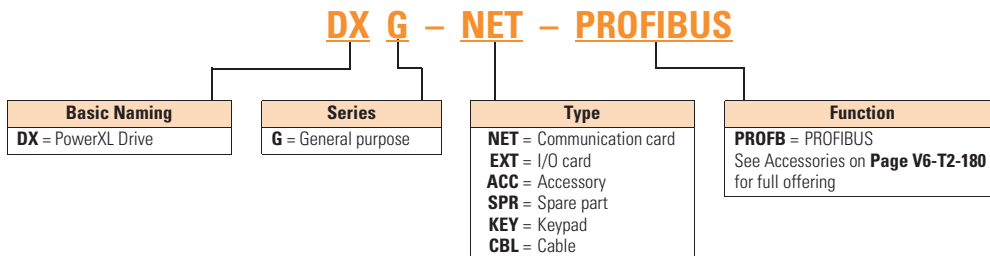 DX G – NET – PROFIBUS
Basic Naming
DX = PowerXL Drive
Series
G = General purpose
Type
NET = Communication card
EXT = I/O card
ACC = Accessory
SPR = Spare part
KEY = Keypad
CBL = Cable
Function
PROFB = PROFIBUS
See Accessories on Page V6-T2-180
for full offering